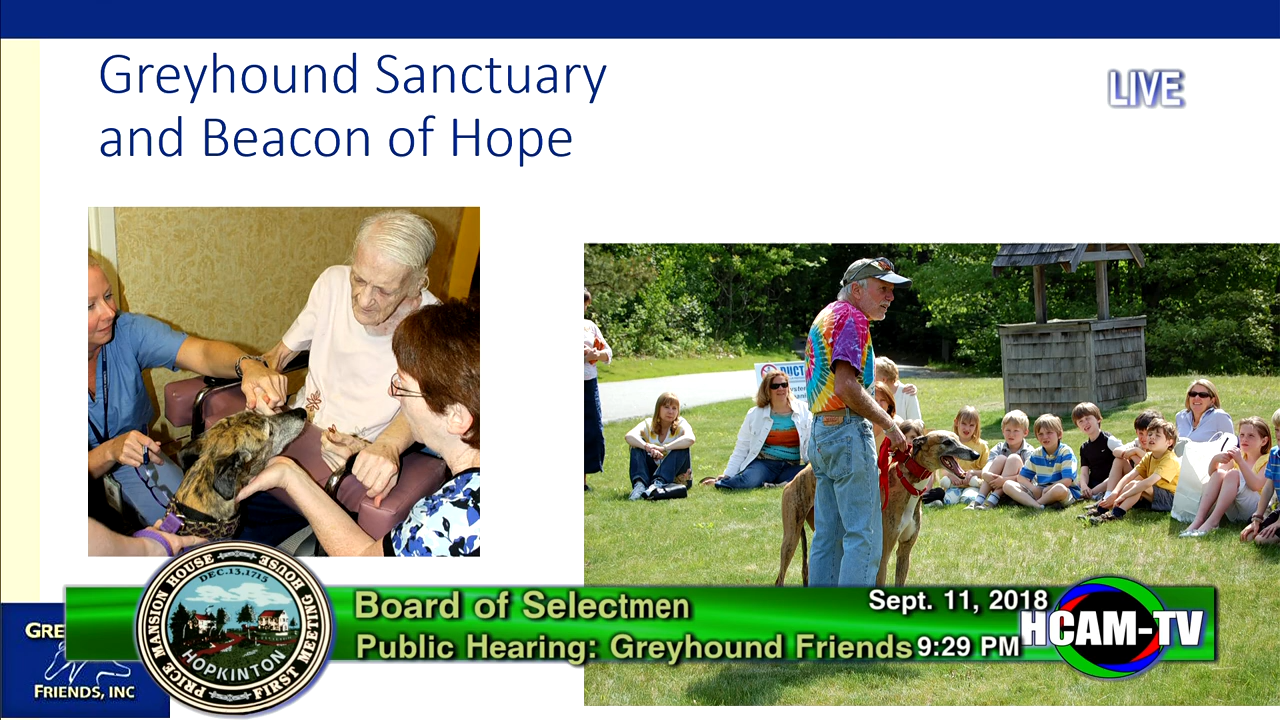 Greyhound Sanctuary
and Beacon of Hope
LIVE
DUCT
DEC.13.1715
PRICE MANSION HOUSE
FIRST MEETING HOUSE
HOPKINTON
Board of Selectmen
Sept. 11, 2018
Public Hearing: Greyhound Friends
9:29 PM
HCAM-TV
GRE
FRIENDS, INC